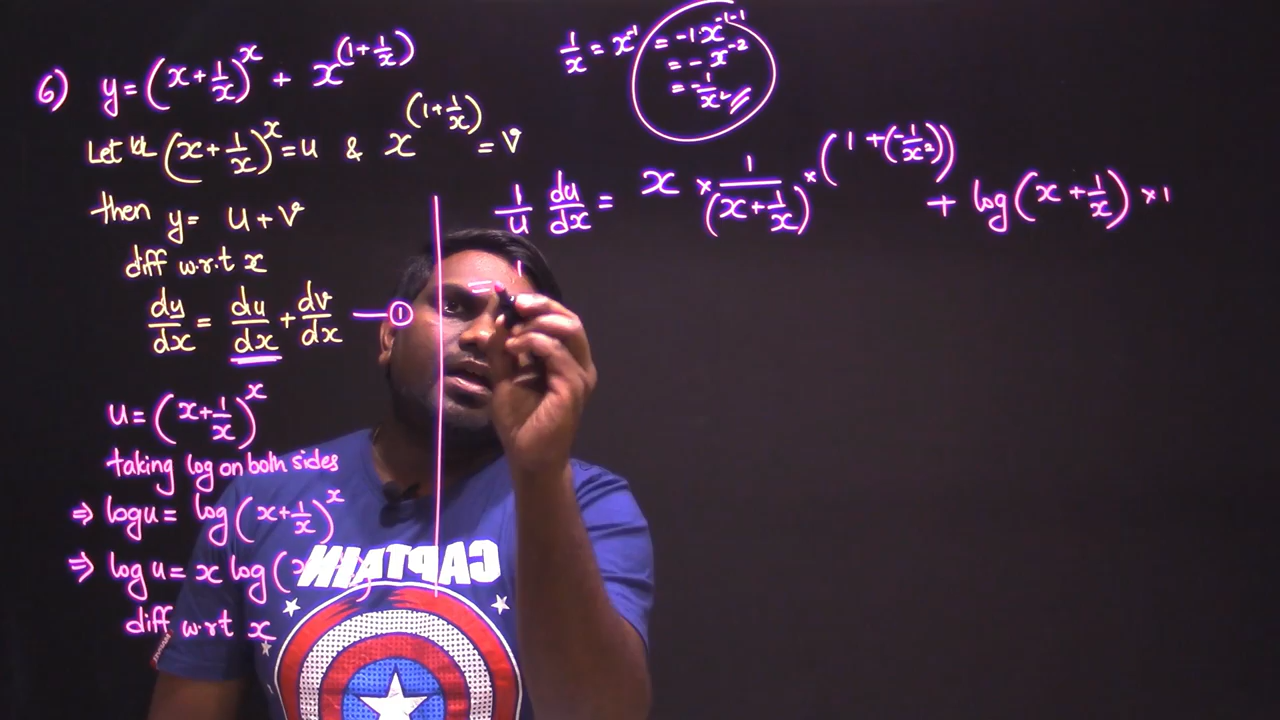 6) y = (x + 1/x)^x + x^(1 + 1/x)
Let (x + 1/x)^x = u & x^(1 + 1/x) = v
then y = u + v
diff w.r.t x
dy/dx = du/dx + dv/dx — ①
u = (x + 1/x)^x
taking log on both sides
⇒ log u = log (x + 1/x)^x
⇒ log u = x log (x
diff w.r.t x
1/x = x^-1 = -1·x^-1-1
= - x^-2
= - 1/x²
1/u du/dx = x × 1/(x + 1/x) × (1 + (-1/x²)) + log (x + 1/x) × 1
= 1
CAPTAIN